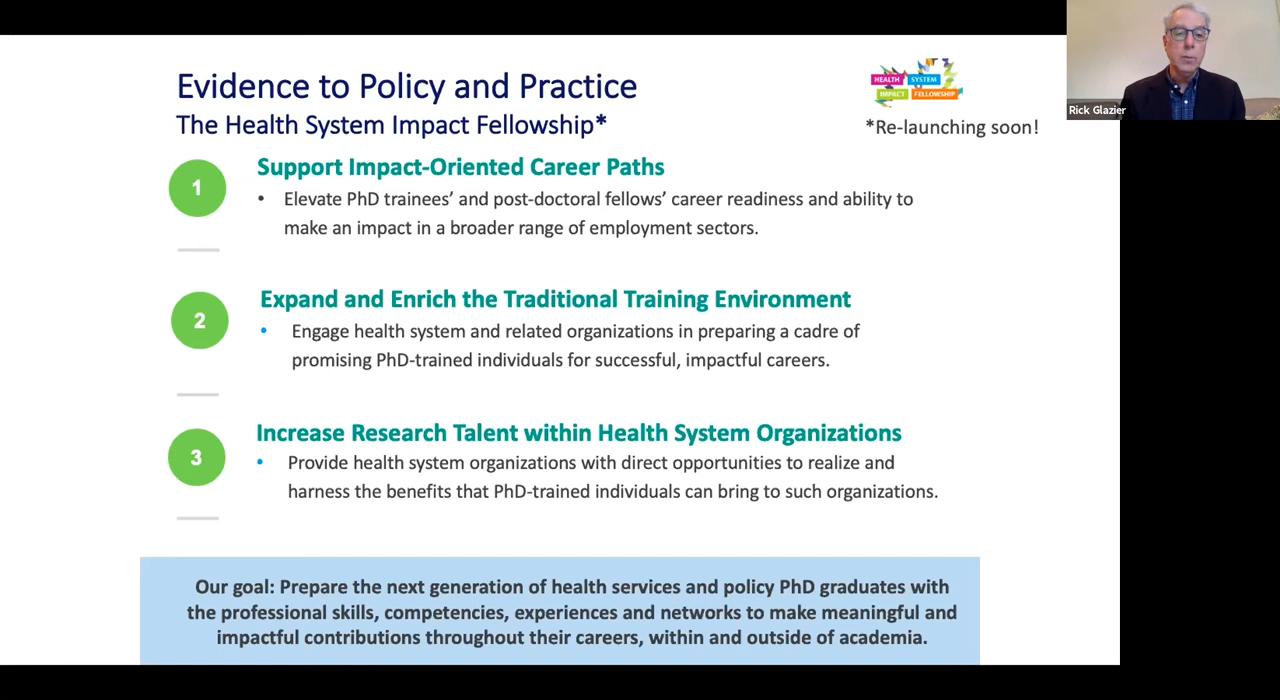 Evidence to Policy and Practice
The Health System Impact Fellowship*
HEALTH SYSTEM
IMPACT FELLOWSHIP
*Re-launching soon!
Rick Glazier
1
Support Impact-Oriented Career Paths
• Elevate PhD trainees’ and post-doctoral fellows’ career readiness and ability to
make an impact in a broader range of employment sectors.
2
Expand and Enrich the Traditional Training Environment
• Engage health system and related organizations in preparing a cadre of
promising PhD-trained individuals for successful, impactful careers.
3
Increase Research Talent within Health System Organizations
• Provide health system organizations with direct opportunities to realize and
harness the benefits that PhD-trained individuals can bring to such organizations.
Our goal: Prepare the next generation of health services and policy PhD graduates with
the professional skills, competencies, experiences and networks to make meaningful and
impactful contributions throughout their careers, within and outside of academia.